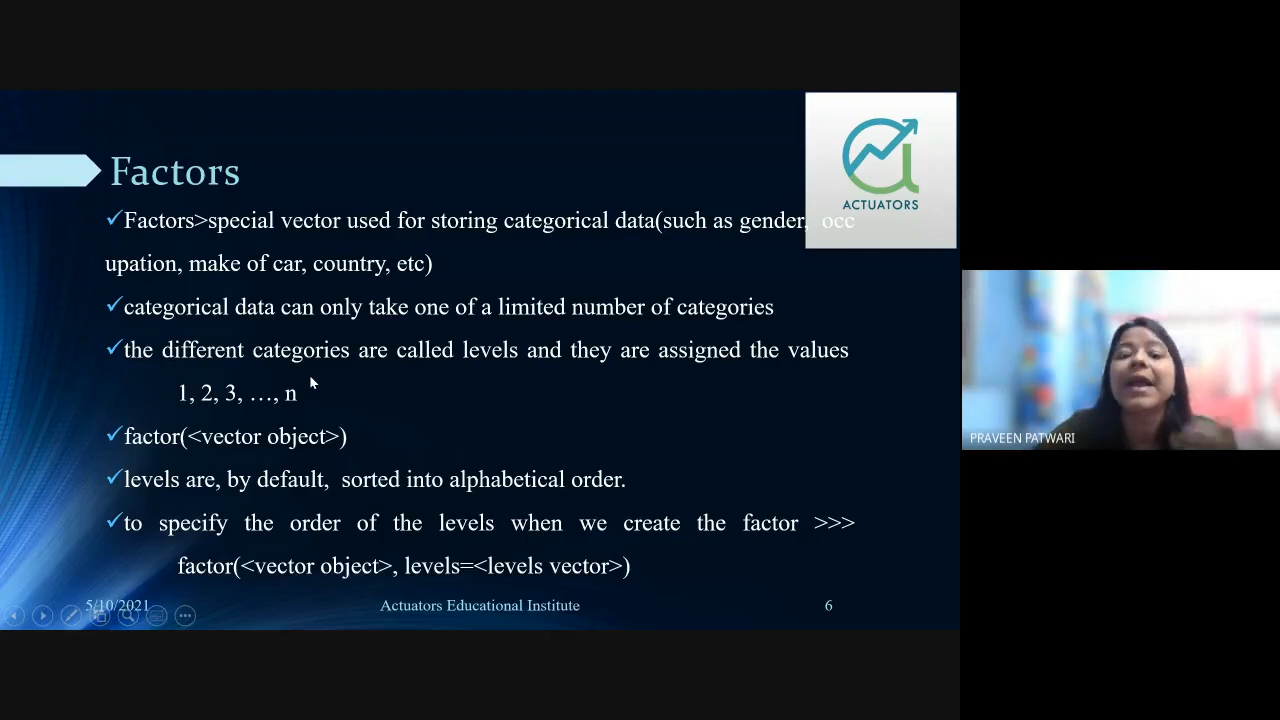 Factors
ACTUATORS
✓Factors>special vector used for storing categorical data(such as gender, occ
upation, make of car, country, etc)
✓categorical data can only take one of a limited number of categories
✓the different categories are called levels and they are assigned the values
1, 2, 3, …, n
✓factor(<vector object>)
✓levels are, by default, sorted into alphabetical order.
✓to specify the order of the levels when we create the factor >>>
factor(<vector object>, levels=<levels vector>)
5/10/2021
Actuators Educational Institute
6
PRAVEEN PATWARI